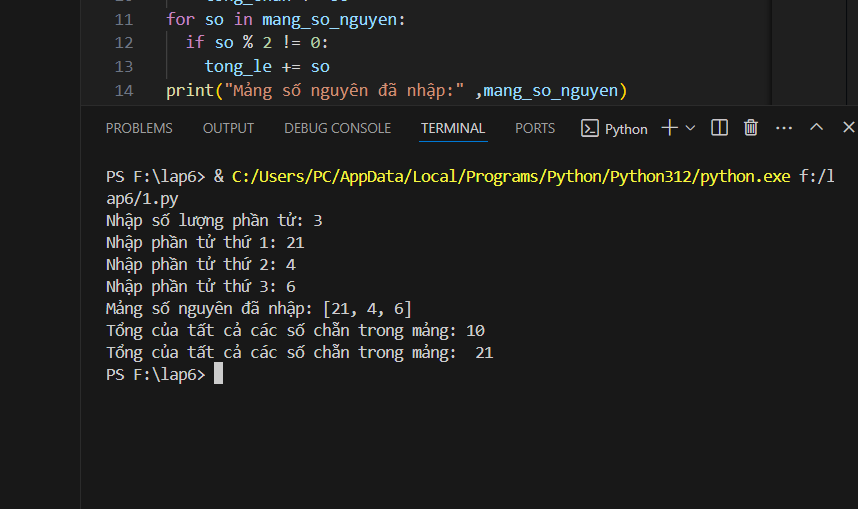 11 for so in mang_so_nguyen:
12 if so % 2 != 0:
13 tong_le += so
14 print("Mảng số nguyên đã nhập:" ,mang_so_nguyen)
PROBLEMS OUTPUT DEBUG CONSOLE TERMINAL PORTS Python
PS F:\lap6> & C:/Users/PC/AppData/Local/Programs/Python/Python312/python.exe f:/l
ap6/1.py
Nhập số lượng phần tử: 3
Nhập phần tử thứ 1: 21
Nhập phần tử thứ 2: 4
Nhập phần tử thứ 3: 6
Mảng số nguyên đã nhập: [21, 4, 6]
Tổng của tất cả các số chẵn trong mảng: 10
Tổng của tất cả các số chẵn trong mảng:  21
PS F:\lap6>